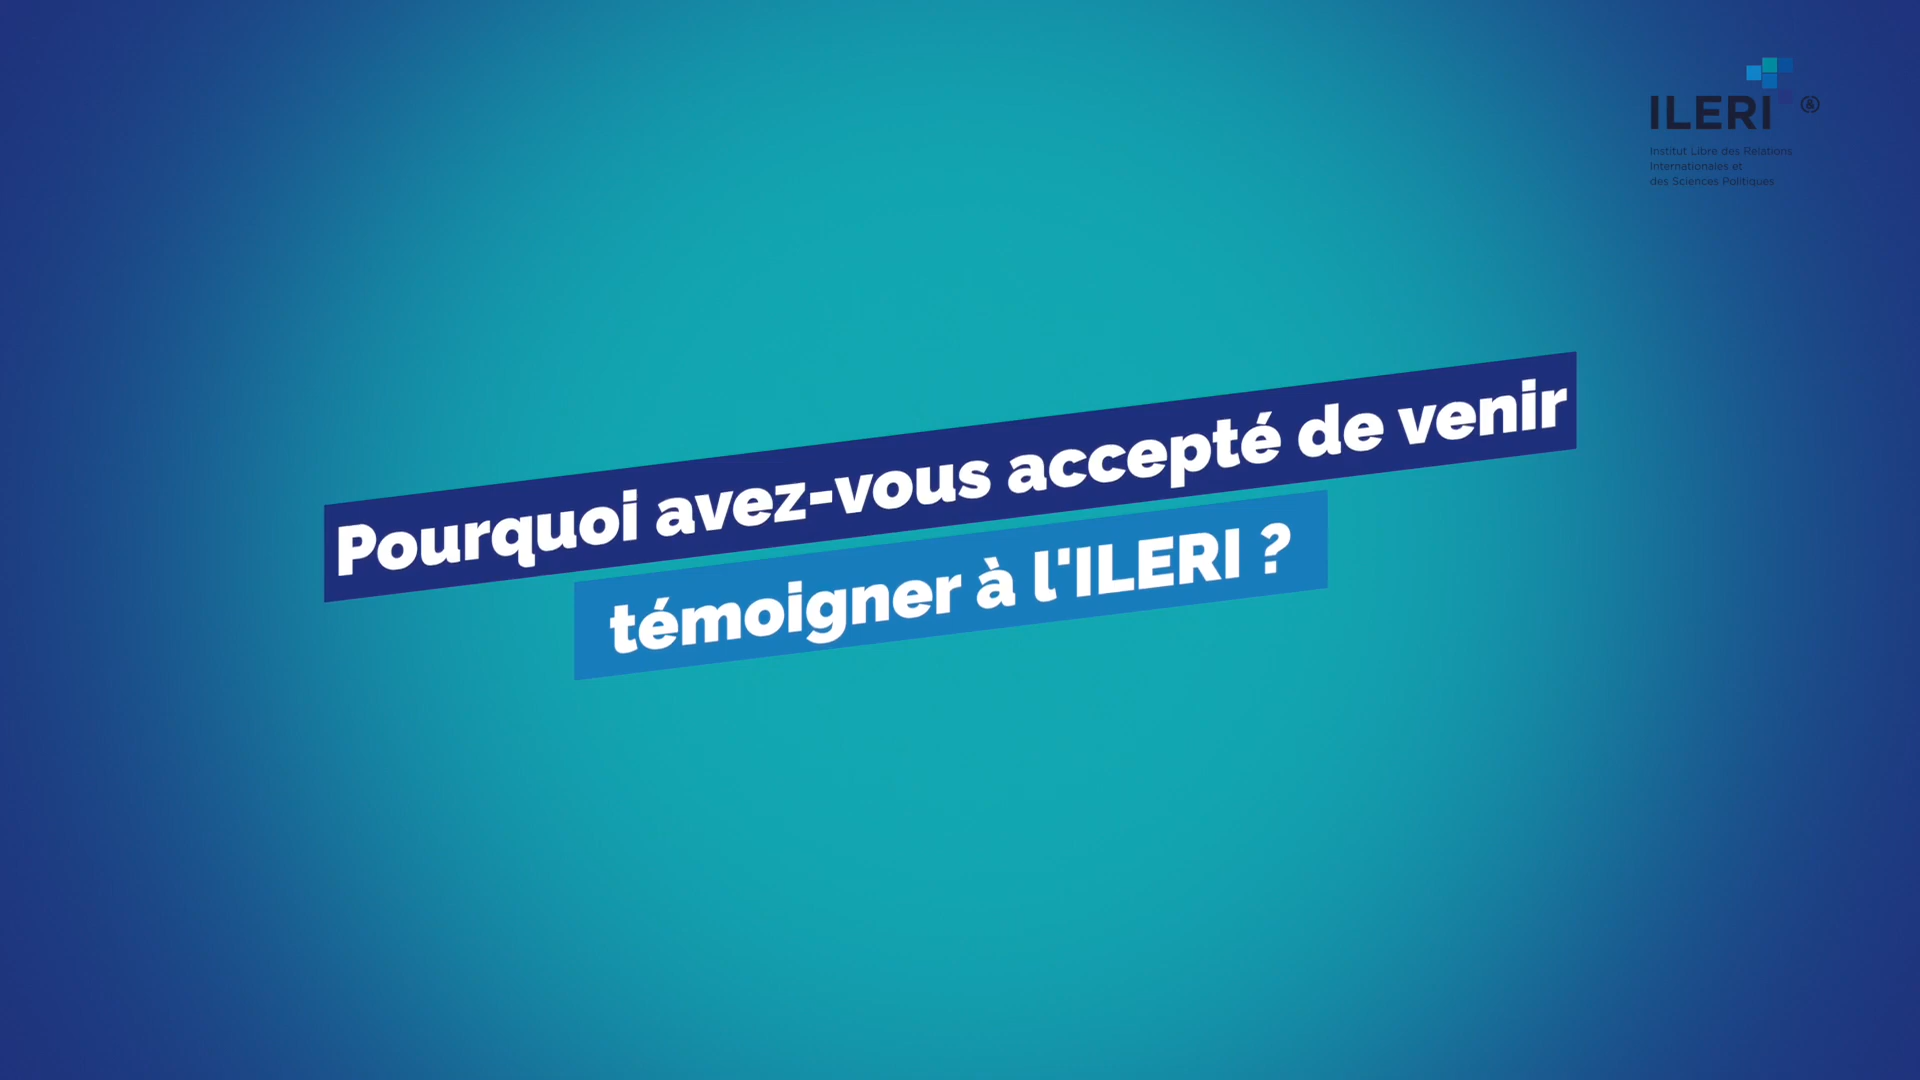 ILERI &
Institut Libre des Relations
Internationales et
des Sciences Politiques
Pourquoi avez-vous accepté de venir
témoigner à l'ILERI ?